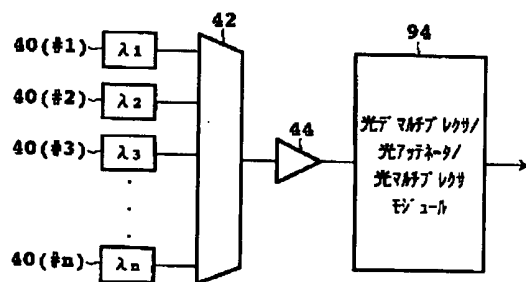 42
94
40(#1)
λ1
40(#2)
λ2
44
40(#3)
λ3
光デマルチプレクサ/
光アッテネータ/
光マルチプレクサ
モジュール
40(#n)
λn